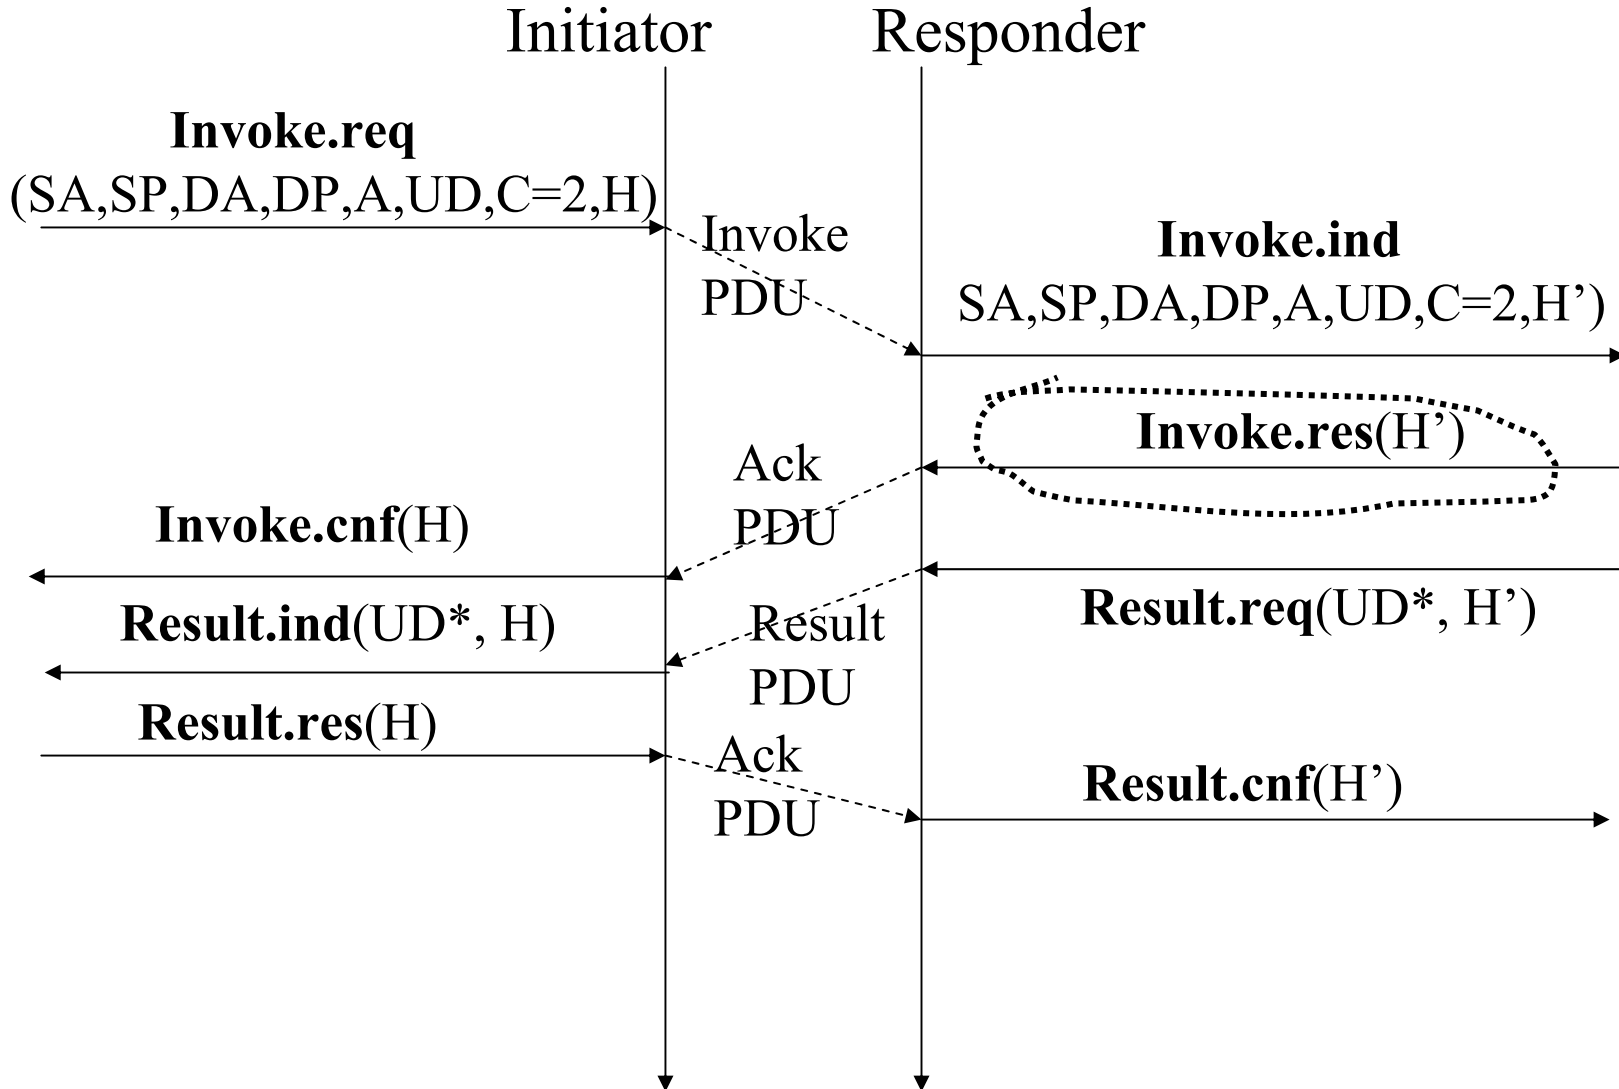 Initiator
Responder
Invoke.req
(SA,SP,DA,DP,A,UD,C=2,H)
Invoke
PDU
Invoke.ind
SA,SP,DA,DP,A,UD,C=2,H’)
Invoke.res(H’)
Ack
PDU
Invoke.cnf(H)
Result.req(UD*, H’)
Result.ind(UD*, H)
Result
PDU
Result.res(H)
Ack
PDU
Result.cnf(H’)